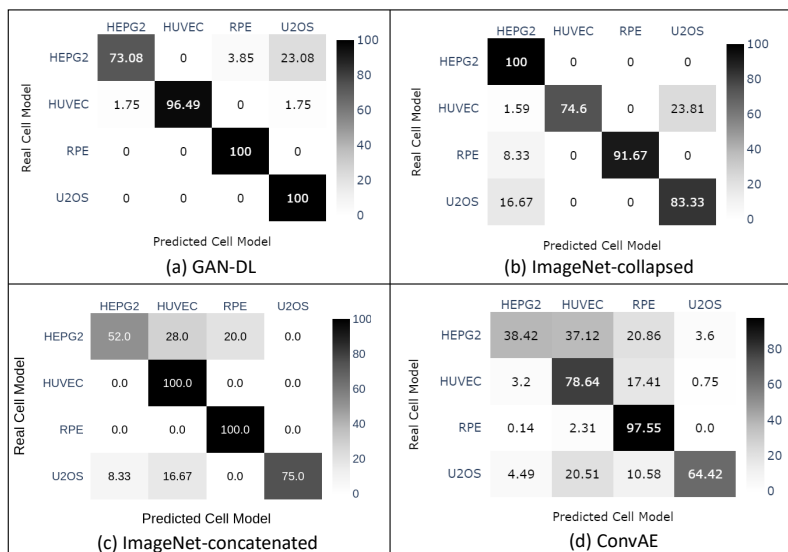 HEPG2 HUVEC RPE U2OS
HEPG2 73.08 0 3.85 23.08
HUVEC 1.75 96.49 0 1.75
RPE 0 0 100 0
U2OS 0 0 0 100
100
80
60
40
20
0
Real Cell Model
Predicted Cell Model
(a) GAN-DL
HEPG2 HUVEC RPE U2OS
HEPG2 100 0 0 0
HUVEC 1.59 74.6 0 23.81
RPE 8.33 0 91.67 0
U2OS 16.67 0 0 83.33
100
80
60
40
20
0
Real Cell Model
Predicted Cell Model
(b) ImageNet-collapsed
HEPG2 HUVEC RPE U2OS
HEPG2 52.0 28.0 20.0 0.0
HUVEC 0.0 100.0 0.0 0.0
RPE 0.0 0.0 100.0 0.0
U2OS 8.33 16.67 0.0 75.0
100
80
60
40
20
0
Real Cell Model
Predicted Cell Model
(c) ImageNet-concatenated
HEPG2 HUVEC RPE U2OS
HEPG2 38.42 37.12 20.86 3.6
HUVEC 3.2 78.64 17.41 0.75
RPE 0.14 2.31 97.55 0.0
U2OS 4.49 20.51 10.58 64.42
80
60
40
20
0
Real Cell Model
Predicted Cell Model
(d) ConvAE